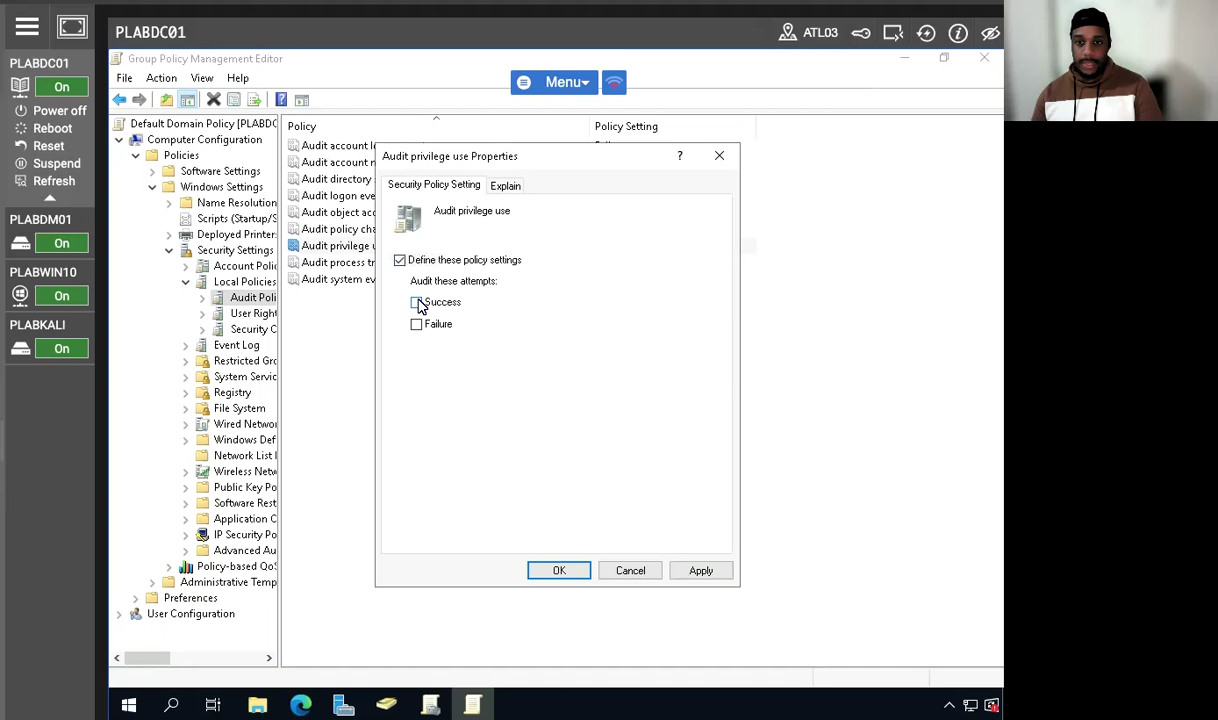 PLABDC01
ATL03
PLABDC01
On
Power off
Reboot
Reset
Suspend
Refresh
PLABDM01
On
PLABWIN10
On
PLABKALI
On
Group Policy Management Editor
File Action View Help
Menu
Default Domain Policy [PLABDC
Computer Configuration
Policies
Software Settings
Windows Settings
Name Resolution
Scripts (Startup/S
Deployed Printer
Security Settings
Account Polic
Local Policies
Audit Poli
User Righ
Security C
Event Log
Restricted Gro
System Servic
Registry
File System
Wired Netwo
Windows Def
Network List
Wireless Netw
Public Key Po
Software Rest
Application C
IP Security Po
Advanced Au
Policy-based QoS
Administrative Temp
Preferences
User Configuration
Policy Policy Setting
Audit account lo
Audit account
Audit directory
Audit logon eve
Audit object acc
Audit policy cha
Audit privilege u
Audit process tr
Audit system ev
Audit privilege use Properties
Security Policy Setting Explain
Audit privilege use
Define these policy settings
Audit these attempts:
Success
Failure
OK Cancel Apply